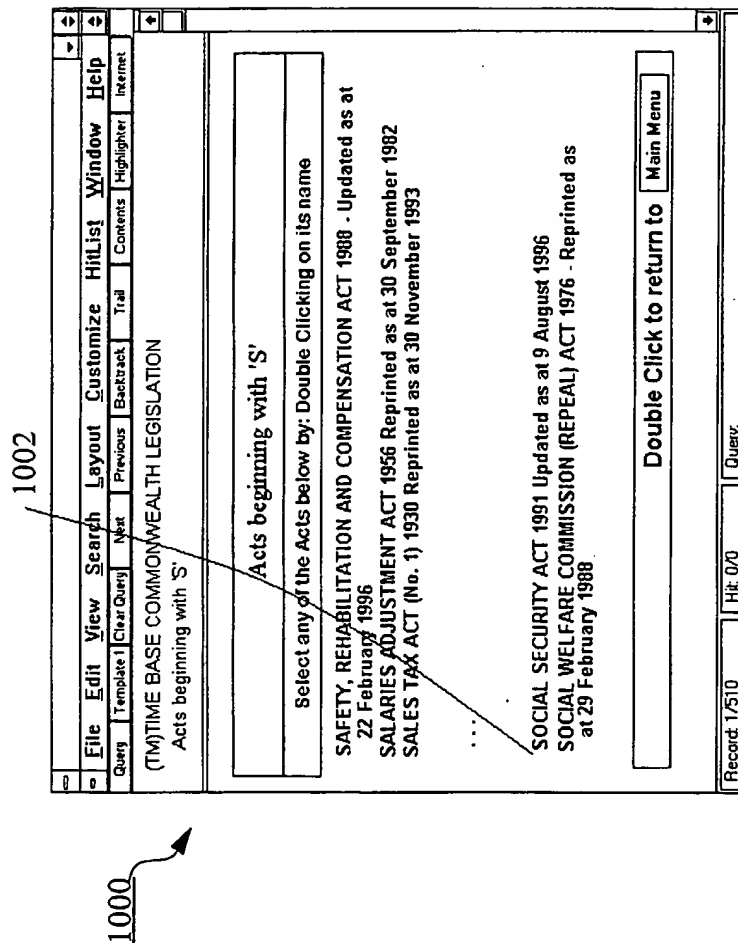 1000
1002
File Edit View Search Layout Customize HitList Window Help
Query Template 1 Clear Query Next Previous Backtrack Trail Contents Highlighter Internet
(TM)TIME BASE COMMONWEALTH LEGISLATION
Acts beginning with 'S'
Acts beginning with 'S'
Select any of the Acts below by: Double Clicking on its name
SAFETY, REHABILITATION AND COMPENSATION ACT 1988 - Updated as at
22 February 1996
SALARIES ADJUSTMENT ACT 1956 Reprinted as at 30 September 1982
SALES TAX ACT (No. 1) 1930 Reprinted as at 30 November 1993
. . . .
SOCIAL SECURITY ACT 1991 Updated as at 9 August 1996
SOCIAL WELFARE COMMISSION (REPEAL) ACT 1976 - Reprinted as
at 29 February 1988
Double Click to return to Main Menu
Record: 1/510 Hit: 0/0 Query: